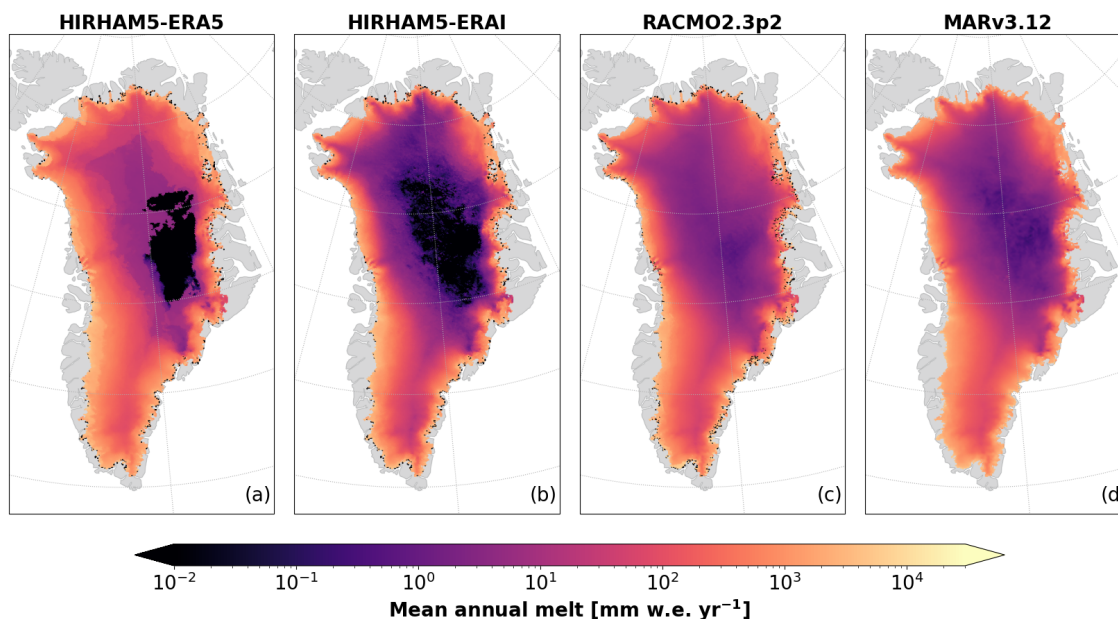 HIRHAM5-ERA5 HIRHAM5-ERAI RACMO2.3p2 MARv3.12
(a) (b) (c) (d)
10⁻² 10⁻¹ 10⁰ 10¹ 10² 10³ 10⁴
Mean annual melt [mm w.e. yr⁻¹]